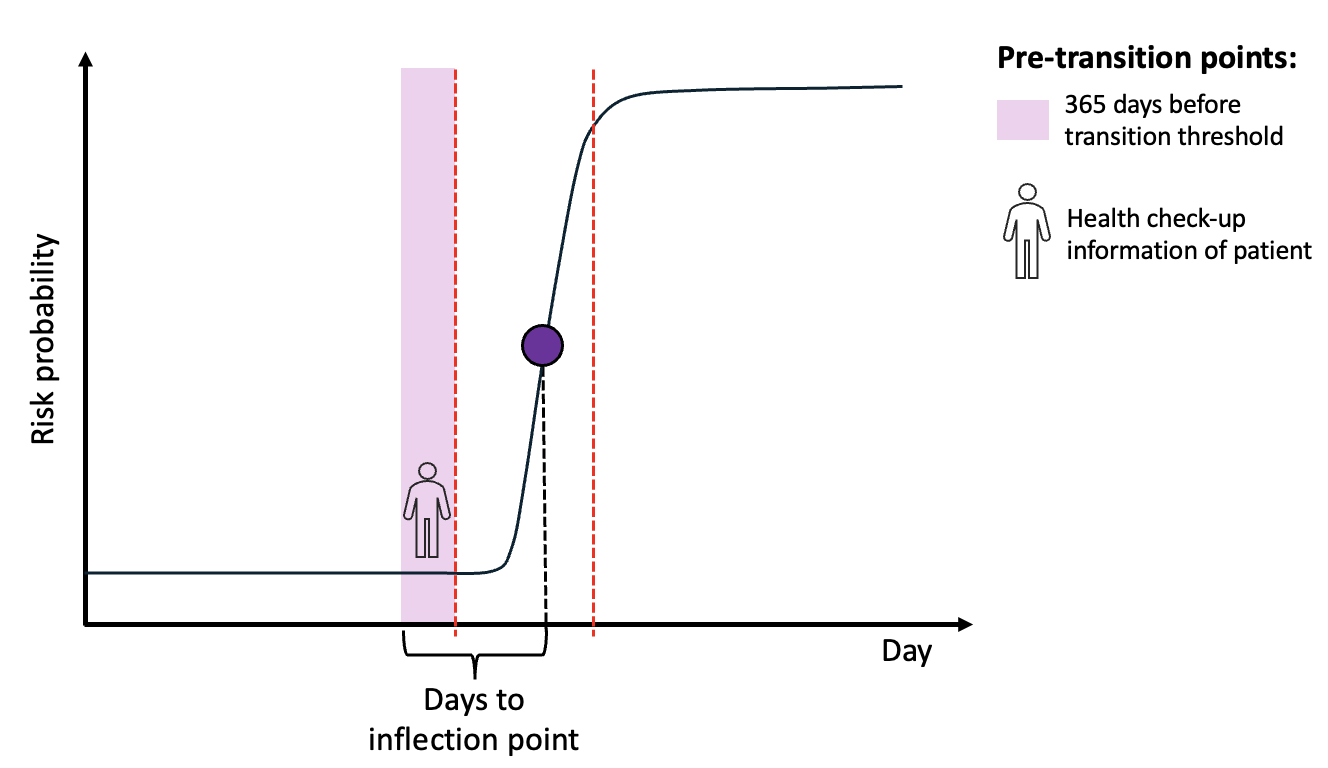 Pre-transition points:
365 days before
transition threshold
Health check-up
information of patient
Risk probability
Day
Days to
inflection point